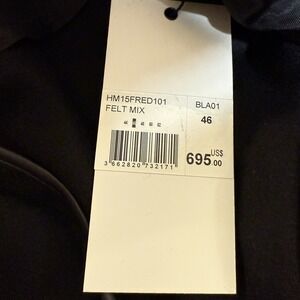 HM15FRED101
FELT MIX
BLA01
46
3 662820 732171
695 US$ .00